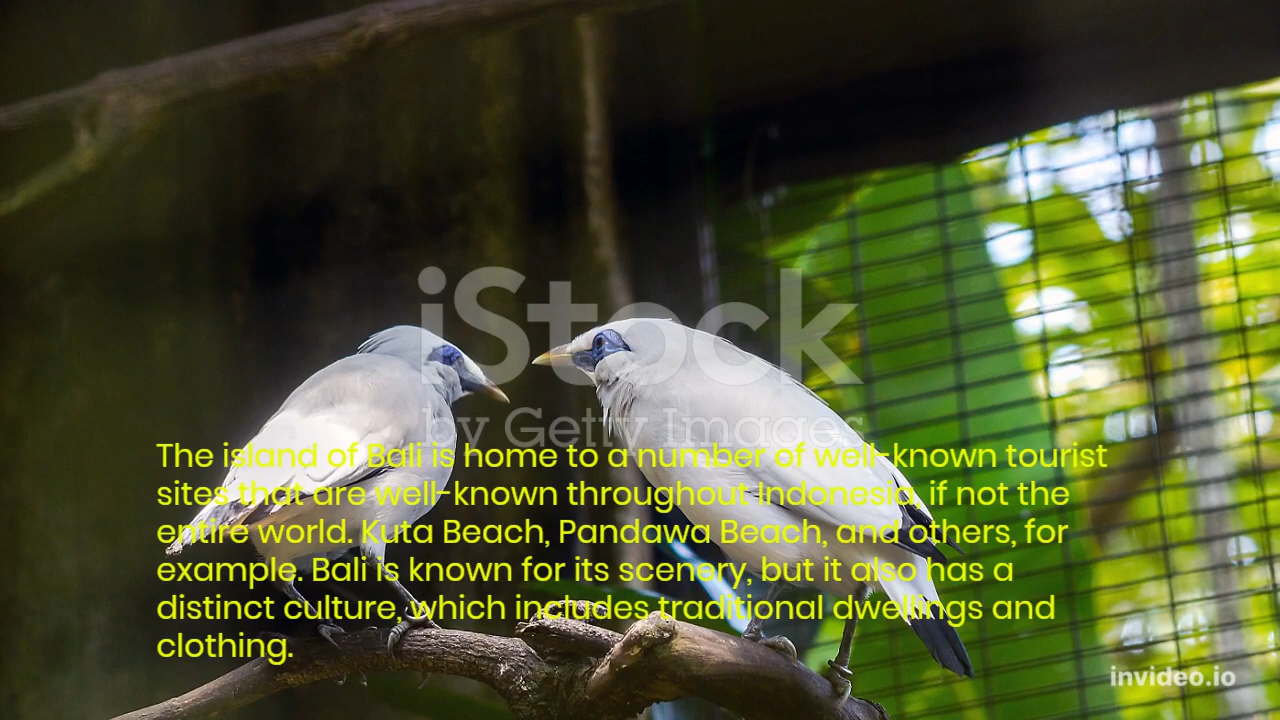 iStock
by Getty Images
The island of Bali is home to a number of well-known tourist
sites that are well-known throughout Indonesia, if not the
entire world. Kuta Beach, Pandawa Beach, and others, for
example. Bali is known for its scenery, but it also has a
distinct culture, which includes traditional dwellings and
clothing.
invideo.io